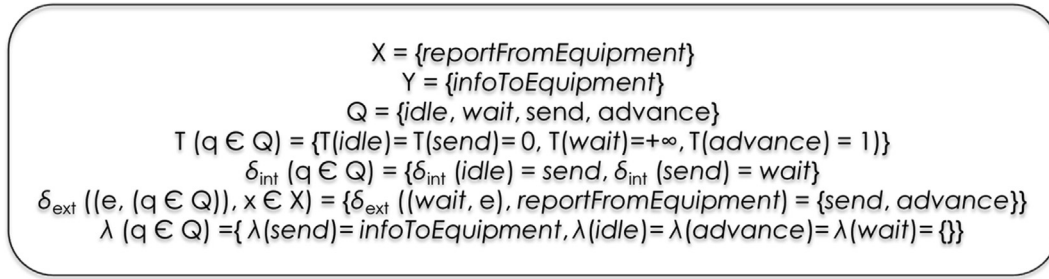 X = {reportFromEquipment}
Y = {infoToEquipment}
Q = {idle, wait, send, advance}
T (q Є Q) = {T(idle)= T(send)= 0, T(wait)=+∞, T(advance) = 1)}
δint (q Є Q) = {δint (idle) = send, δint (send) = wait}
δext ((e, (q Є Q)), x Є X) = {δext ((wait, e), reportFromEquipment) = {send, advance}}
λ (q Є Q) ={ λ(send)= infoToEquipment, λ(idle)= λ(advance)= λ(wait)= {}}